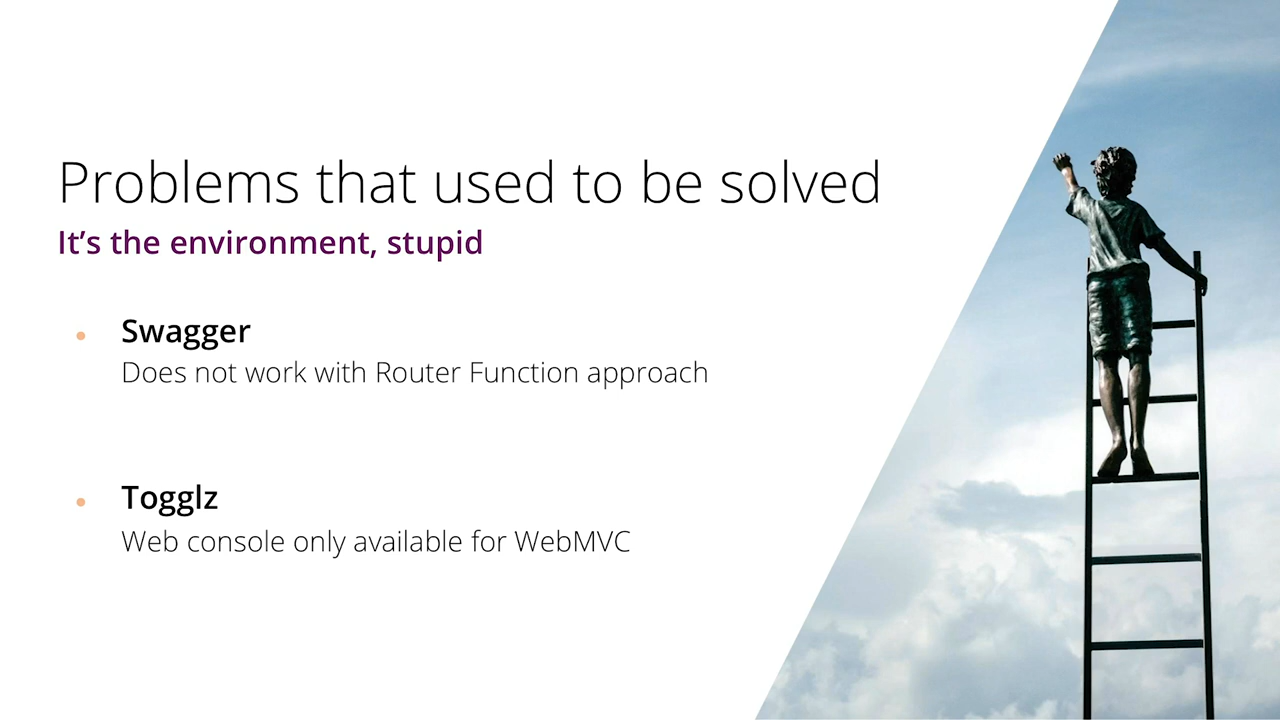 Problems that used to be solved
It’s the environment, stupid
Swagger
Does not work with Router Function approach
Togglz
Web console only available for WebMVC